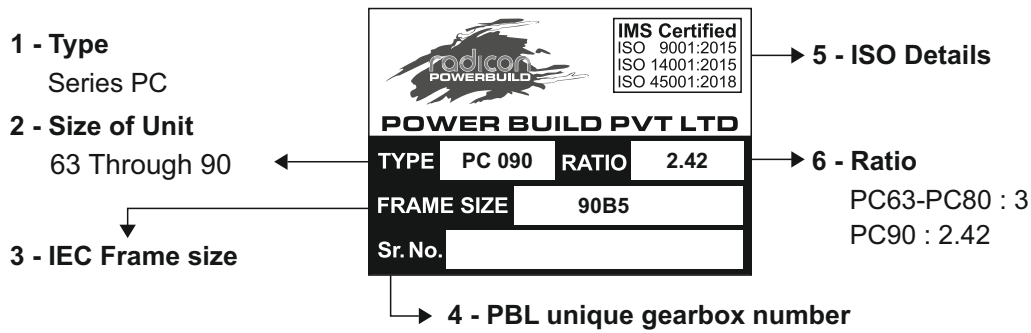 1 - Type
Series PC
2 - Size of Unit
63 Through 90
3 - IEC Frame size
radicon
POWERBUILD
IMS Certified
ISO 9001:2015
ISO 14001:2015
ISO 45001:2018
POWER BUILD PVT LTD
TYPE PC 090 RATIO 2.42
FRAME SIZE 90B5
Sr. No.
4 - PBL unique gearbox number
5 - ISO Details
6 - Ratio
PC63-PC80 : 3
PC90 : 2.42